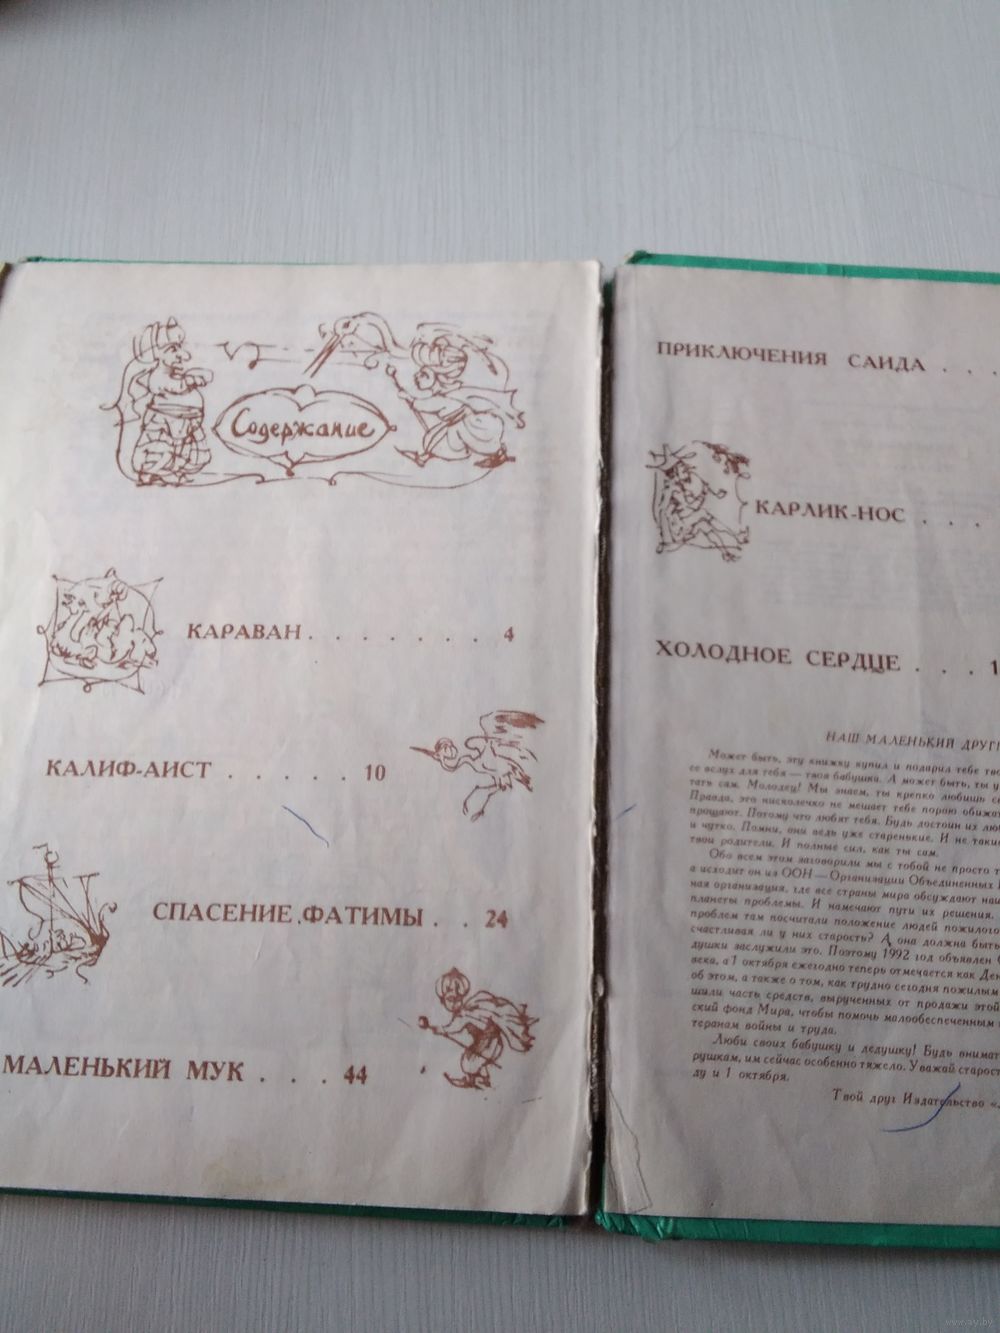 Содержание
КАРАВАН . . . . . . . . 4
КАЛИФ-АИСТ . . . . . 10
СПАСЕНИЕ ФАТИМЫ . . 24
МАЛЕНЬКИЙ МУК . . . . 44
ПРИКЛЮЧЕНИЯ САИДА . . .
КАРЛИК-НОС . . . .
ХОЛОДНОЕ СЕРДЦЕ . . . 1
НАШ МАЛЕНЬКИЙ ДРУГ!
Может быть, эту книжку купил и подарил тебе
ее вслух для тебя — твоя бабушка. А может быть, ты
тать сам. Молодец! Мы знаем, ты крепко любишь
Правда, это нисколечко не мешает тебе порою
прощают. Потому что любят тебя. Будь достоин их
и чутко. Помни, они ведь уже старенькие. И не
твои родители. И полные сил, как ты сам.
Обо всем этом заговорили мы с тобой не просто
а исходит он из ООН — Организации Объединенных
ная организация, где все страны мира обсуждают
планеты проблемы. И намечают пути их решения.
проблем там посчитали положение людей
счастливая ли у них старость? А она должна быть
душки заслужили это. Поэтому 1992 год объявлен
века, а 1 октября ежегодно теперь отмечается как
об этом, а также о том, как трудно сегодня пожилым
шили часть средств, вырученных от продажи этой
ский фонд Мира, чтобы помочь малообеспеченным
теранам войны и труда.
Люби своих бабушку и дедушку! Будь
рушкам, им сейчас особенно тяжело. Уважай
ду и 1 октября.
Твой друг Издательство «
www.ay.by